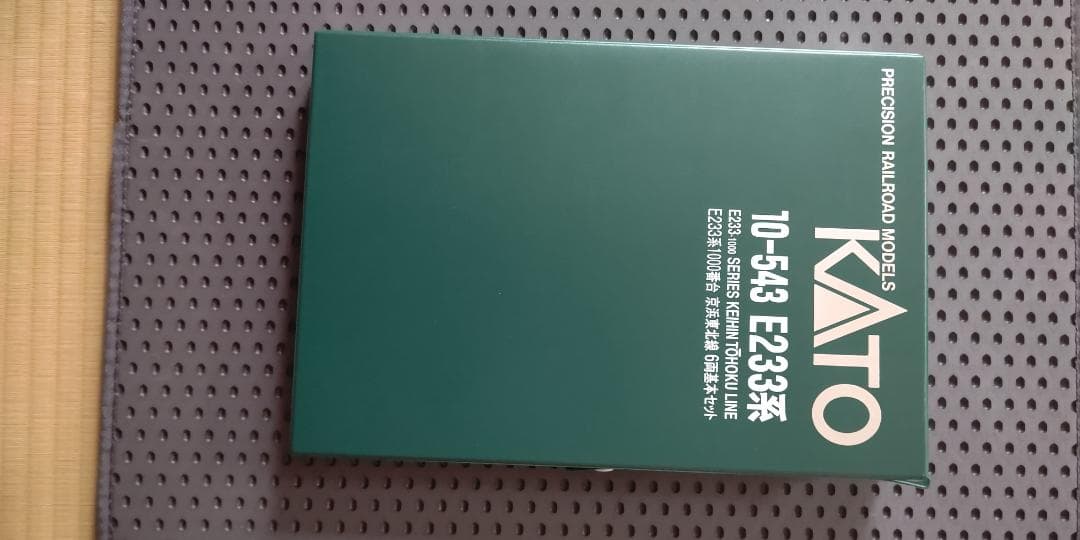 PRECISION RAILROAD MODELS
KATO
10-543 E233系
E233-1000 SERIES KEIHIN TŌHOKU LINE
E233系1000番台 京浜東北線 6両基本セット